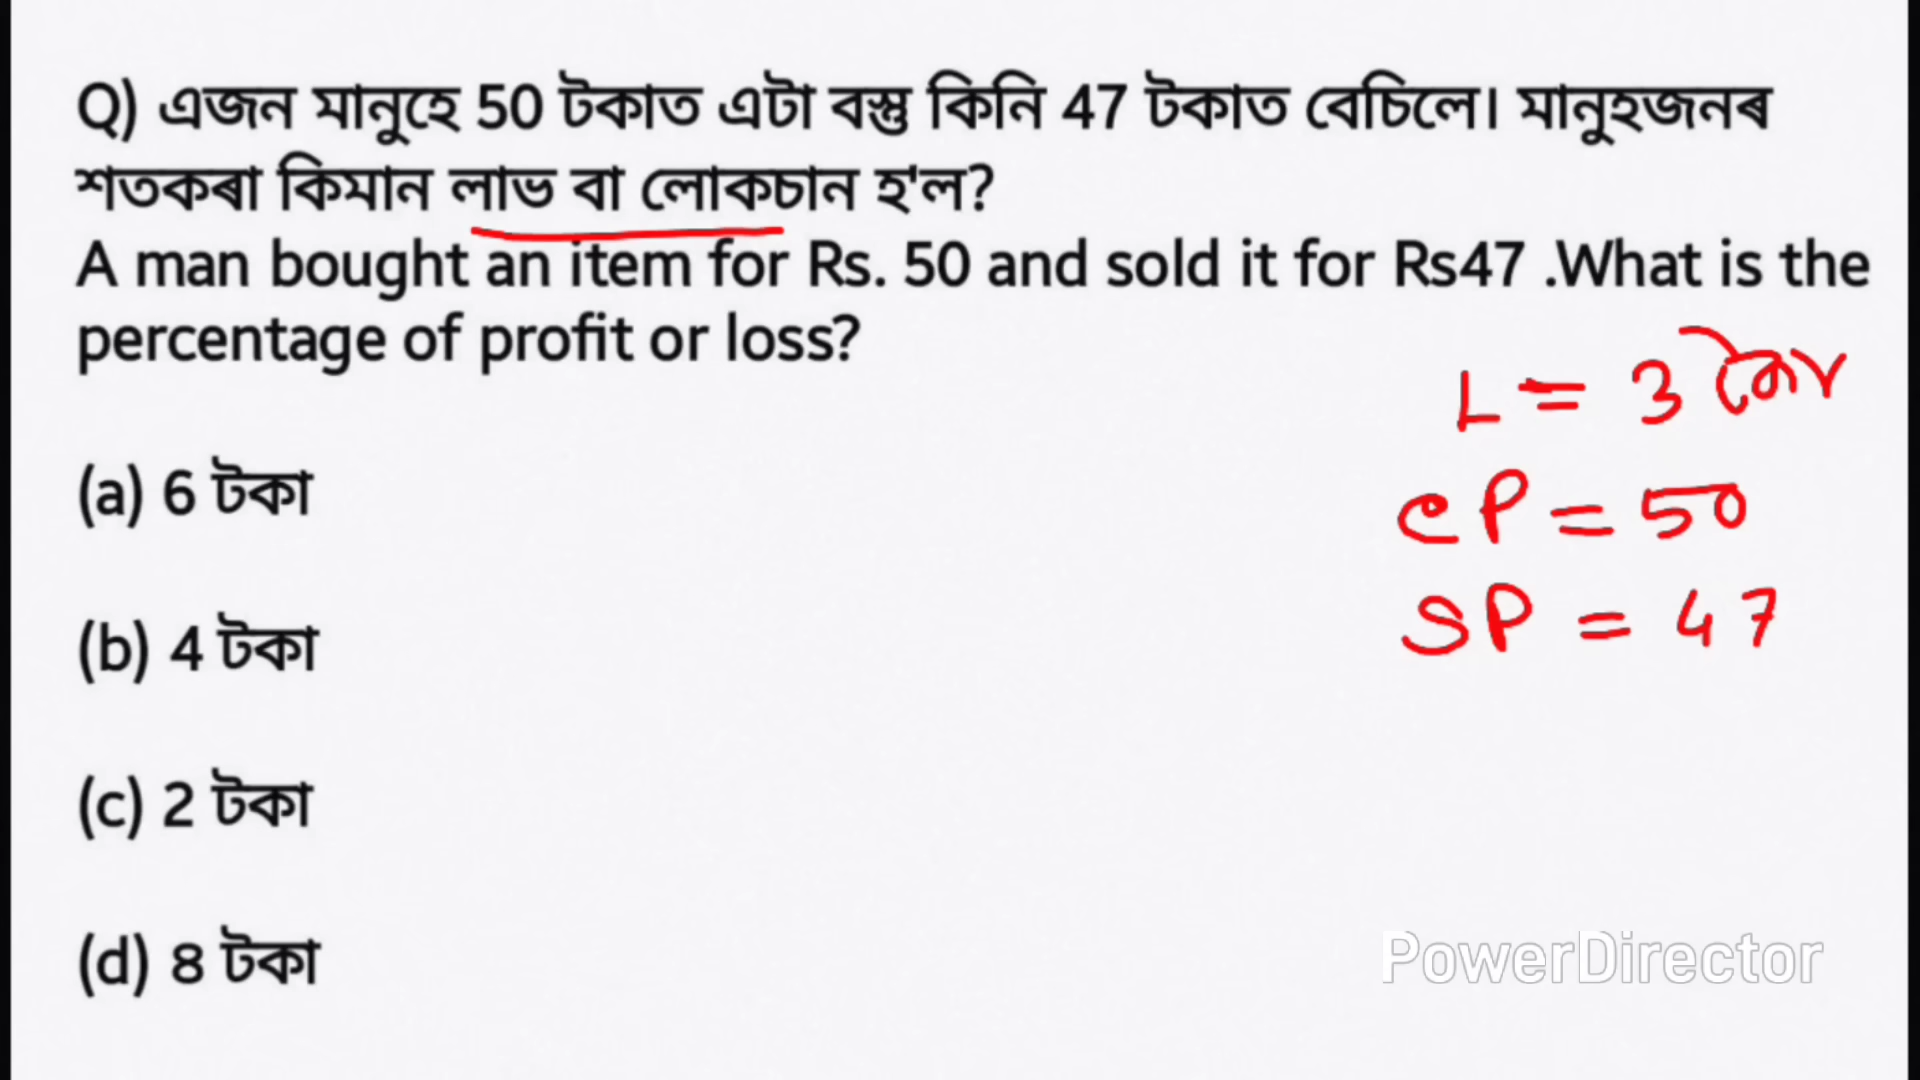 Q) এজন মানুহে 50 টকাত এটা বস্তু কিনি 47 টকাত বেচিলে। মানুহজনৰ
শতকৰা কিমান লাভ বা লোকচান হ'ল?
A man bought an item for Rs. 50 and sold it for Rs47 .What is the
percentage of profit or loss?
L = 3
CP = 50
SP = 47
(a) 6 টকা
(b) 4 টকা
(c) 2 টকা
(d) 8 টকা
PowerDirector